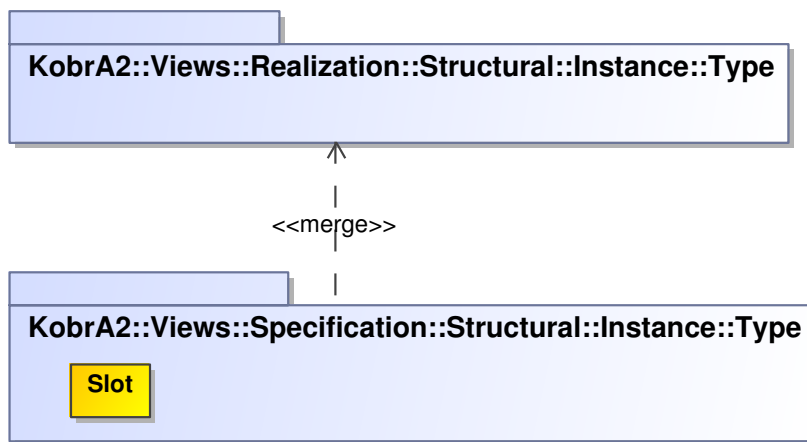 KobrA2::Views::Realization::Structural::Instance::Type
<<merge>>
KobrA2::Views::Specification::Structural::Instance::Type
Slot